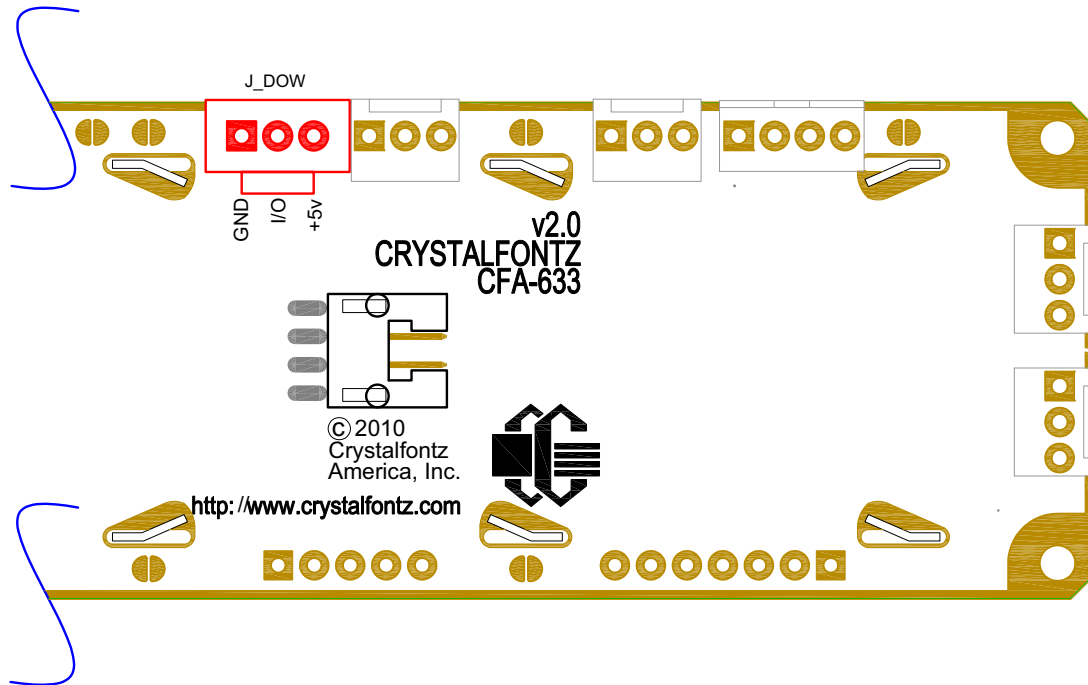 J_DOW
GND
I/O
+5v
v2.0
CRYSTALFONTZ
CFA-633
© 2010
Crystalfontz
America, Inc.
http://www.crystalfontz.com